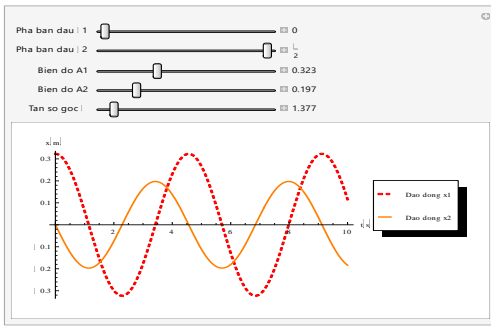 Pha ban dau 1 0
Pha ban dau 2
2
Bien do A1 0.323
Bien do A2 0.197
Tan so goc 1.377
x m
0.3
0.2
0.1
2 4 6 8 10
0.1
0.2
0.3
Dao dong x1
Dao dong x2